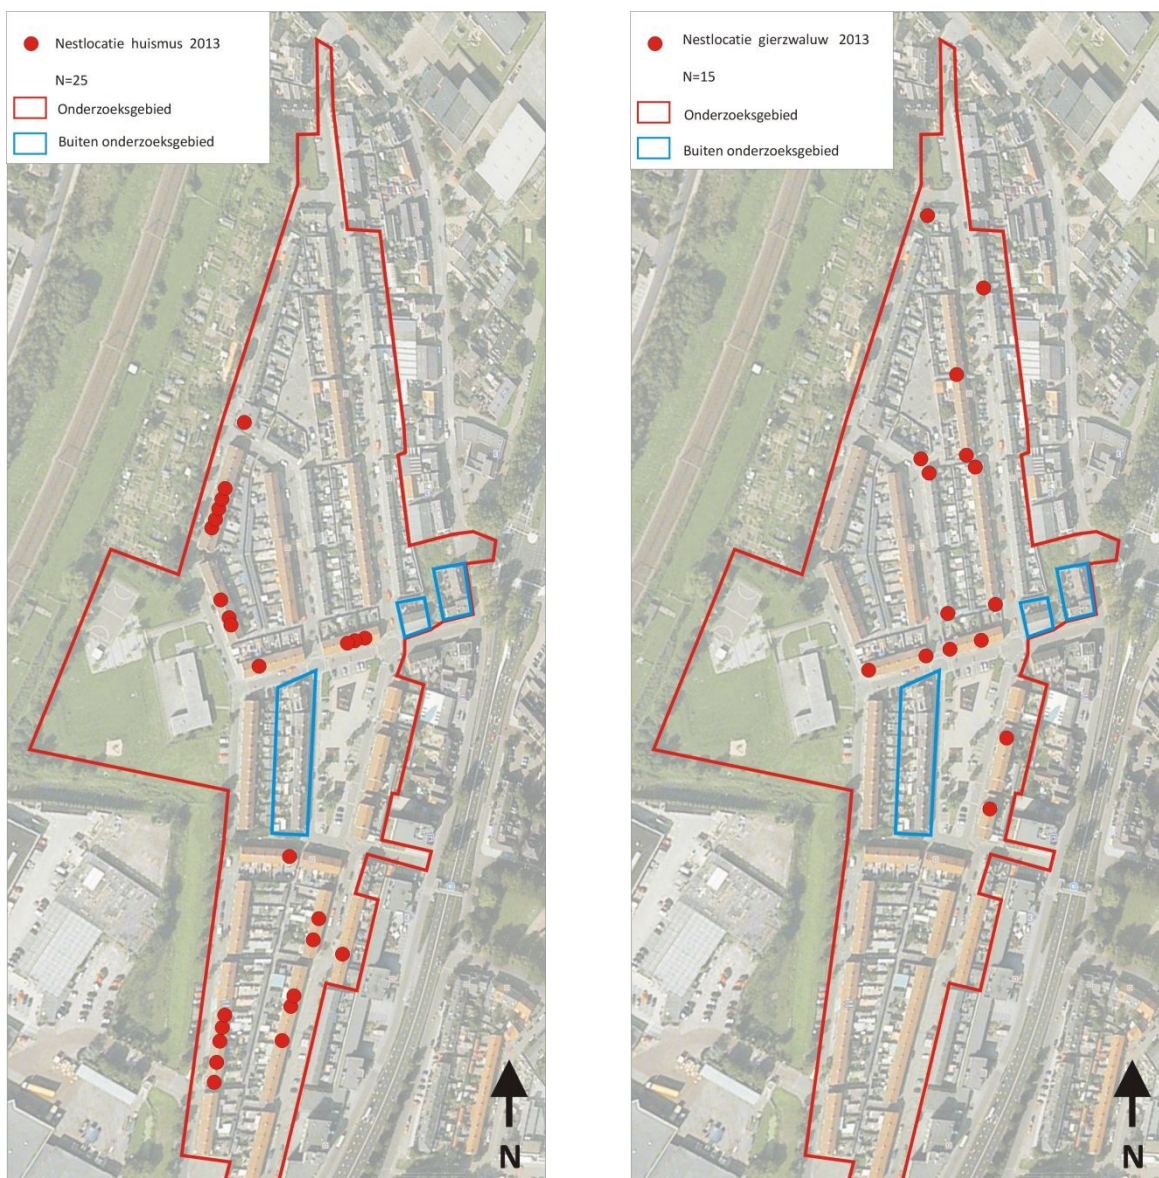 Nestlocatie huismus 2013
N=25
Onderzoeksgebied
Buiten onderzoeksgebied
N
Nestlocatie gierzwaluw 2013
N=15
Onderzoeksgebied
Buiten onderzoeksgebied
N